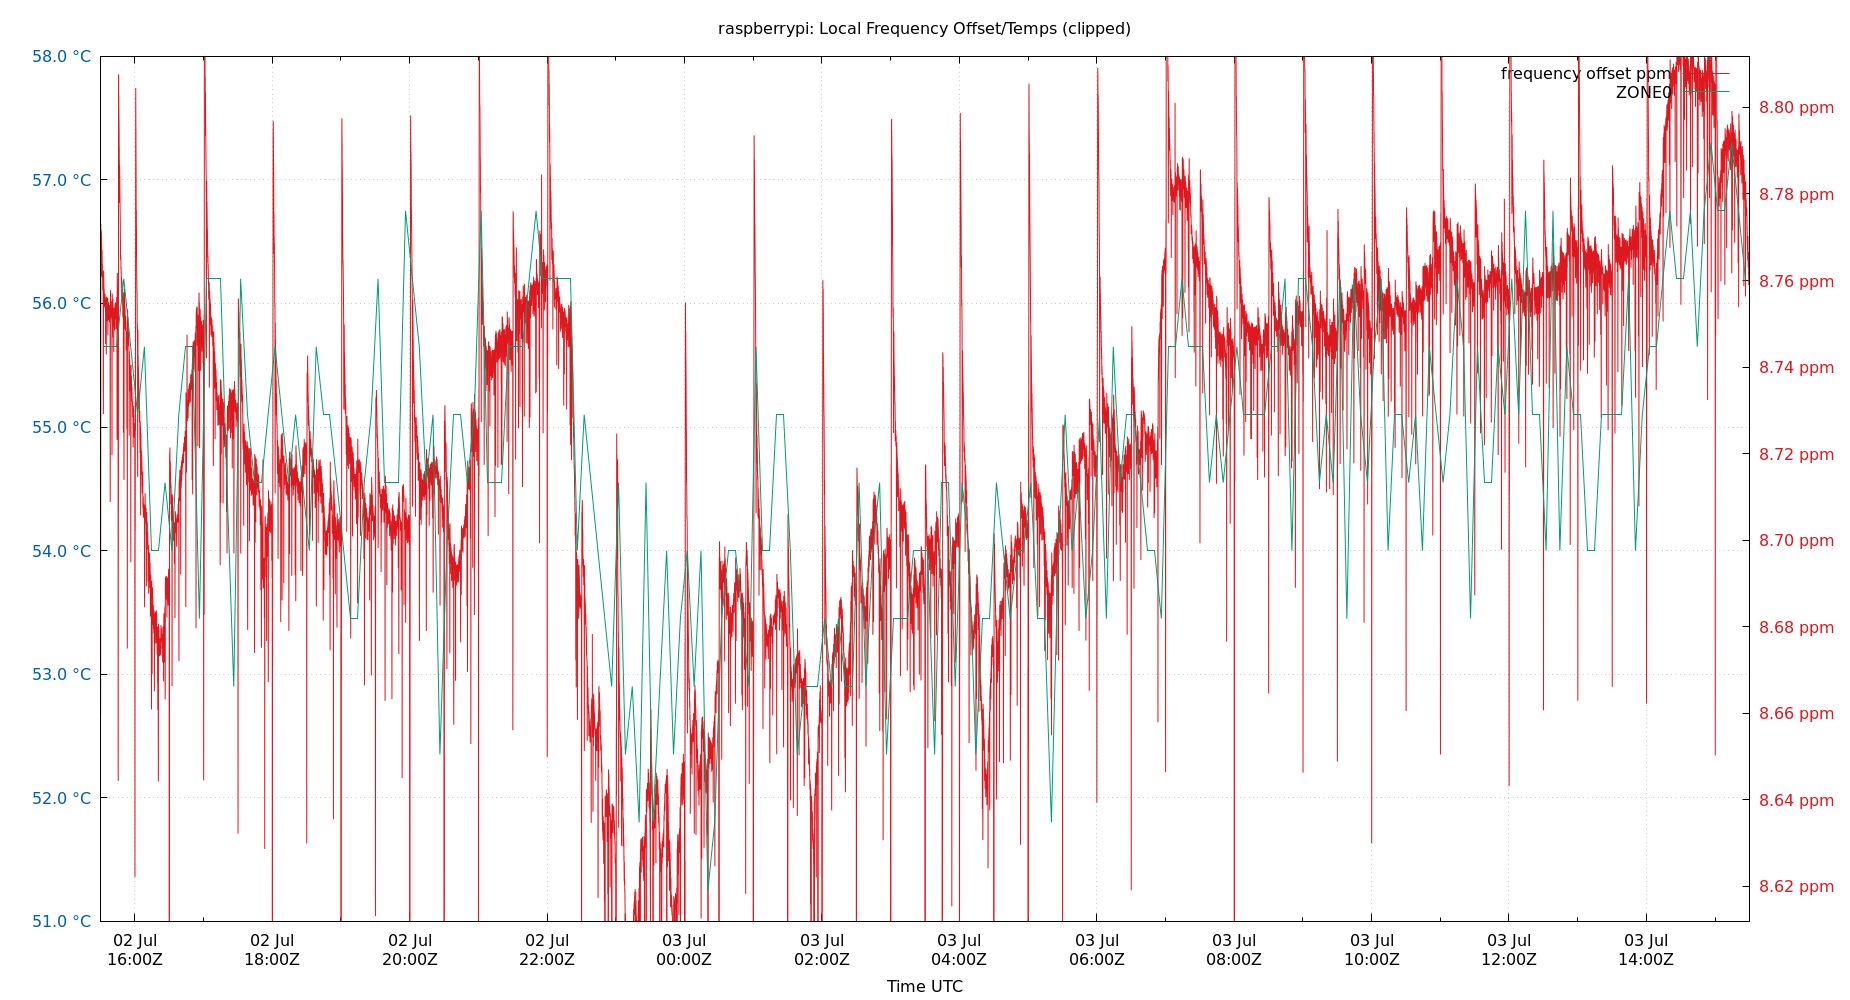 raspberrypi: Local Frequency Offset/Temps (clipped)
58.0 °C
57.0 °C
56.0 °C
55.0 °C
54.0 °C
53.0 °C
52.0 °C
51.0 °C
frequency offset ppm
ZONE0
8.80 ppm
8.78 ppm
8.76 ppm
8.74 ppm
8.72 ppm
8.70 ppm
8.68 ppm
8.66 ppm
8.64 ppm
8.62 ppm
02 Jul 02 Jul 02 Jul 02 Jul 03 Jul 03 Jul 03 Jul 03 Jul 03 Jul 03 Jul 03 Jul 03 Jul
16:00Z 18:00Z 20:00Z 22:00Z 00:00Z 02:00Z 04:00Z 06:00Z 08:00Z 10:00Z 12:00Z 14:00Z
Time UTC